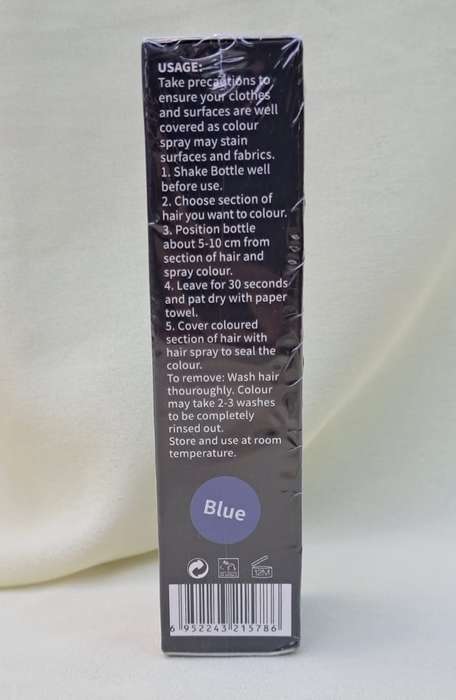 USAGE:
Take precautions to
ensure your clothes
and surfaces are well
covered as colour
spray may stain
surfaces and fabrics.
1. Shake Bottle well
before use.
2. Choose section of
hair you want to colour.
3. Position bottle
about 5-10 cm from
section of hair and
spray colour.
4. Leave for 30 seconds
and pat dry with paper
towel.
5. Cover coloured
section of hair with
hair spray to seal the
colour.
To remove: Wash hair
thouroughly. Colour
may take 2-3 washes
to be completely
rinsed out.
Store and use at room
temperature.
Blue
12M
6 952243 215786